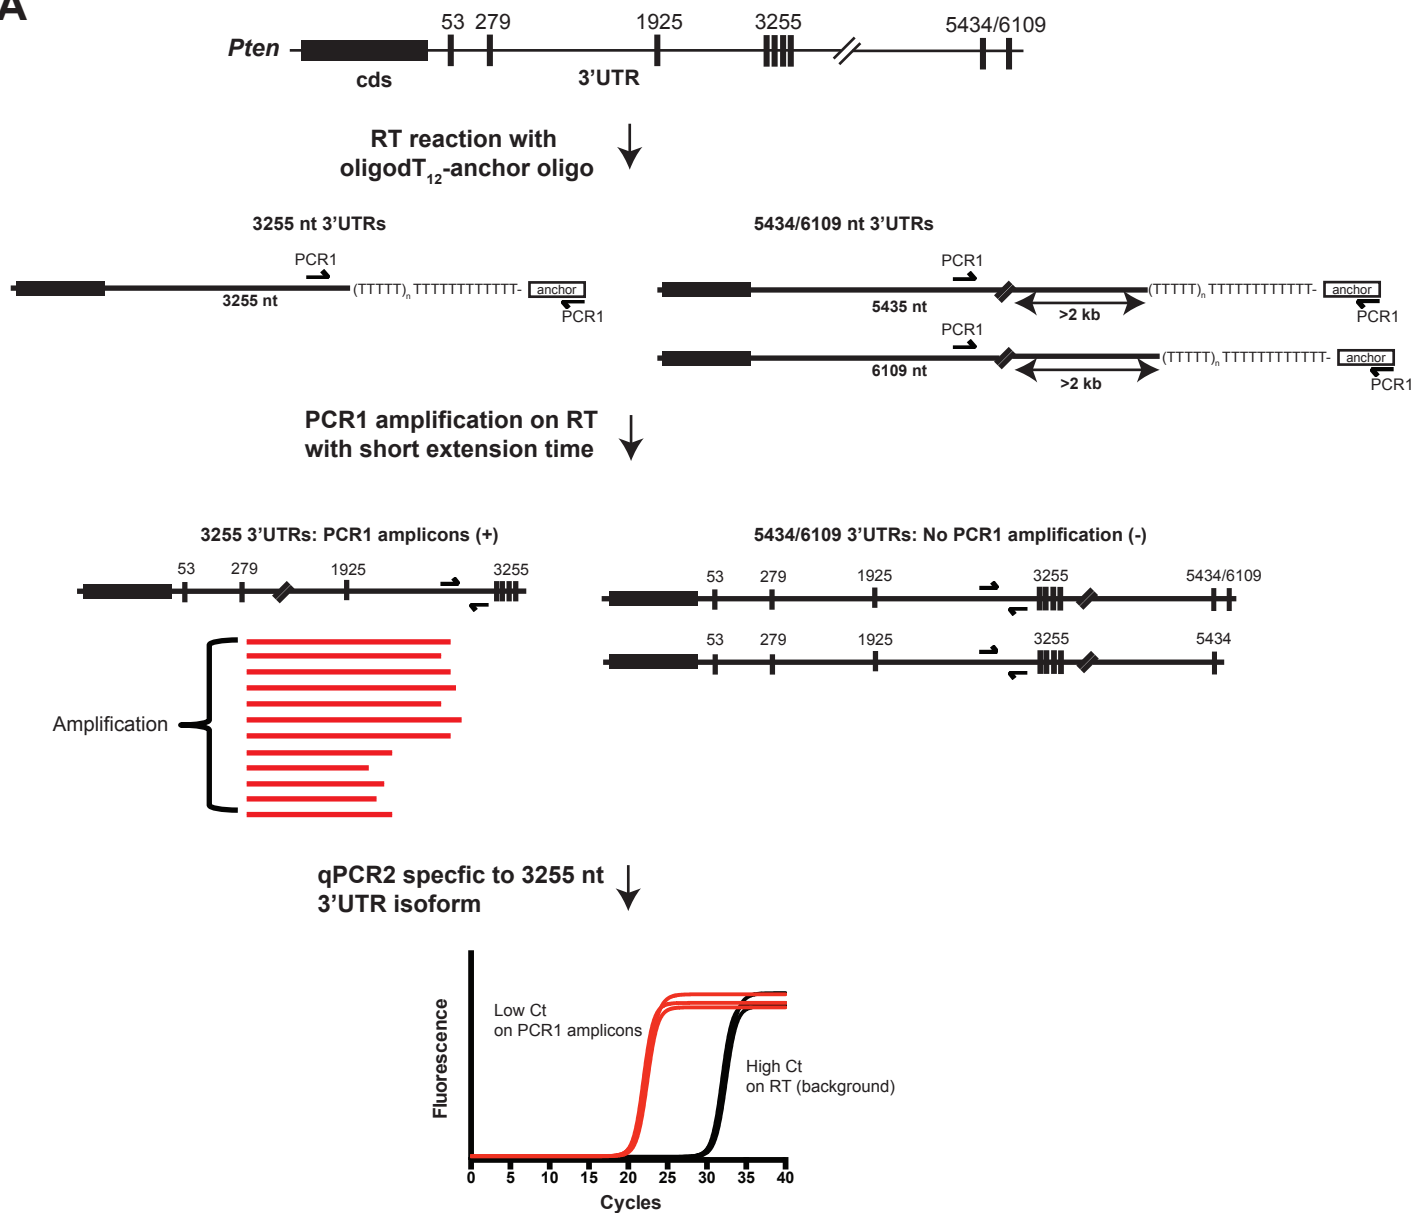 A
53 279 1925 3255 5434/6109
Pten
cds
3'UTR
RT reaction with
oligodT12-anchor oligo
3255 nt 3'UTRs
5434/6109 nt 3'UTRs
PCR1
3255 nt
(TTTTT)n TTTTTTTTTTTT-
anchor
PCR1
PCR1
5435 nt
>2 kb
(TTTTT)n TTTTTTTTTTTT-
anchor
PCR1
PCR1
6109 nt
>2 kb
(TTTTT)n TTTTTTTTTTTT-
anchor
PCR1
PCR1 amplification on RT
with short extension time
3255 3'UTRs: PCR1 amplicons (+)
5434/6109 3'UTRs: No PCR1 amplification (-)
53 279 1925 3255
53 279 1925 3255 5434/6109
53 279 1925 3255 5434
Amplification
qPCR2 specfic to 3255 nt
3'UTR isoform
Fluorescence
Low Ct
on PCR1 amplicons
High Ct
on RT (background)
0 5 10 15 20 25 30 35 40
Cycles